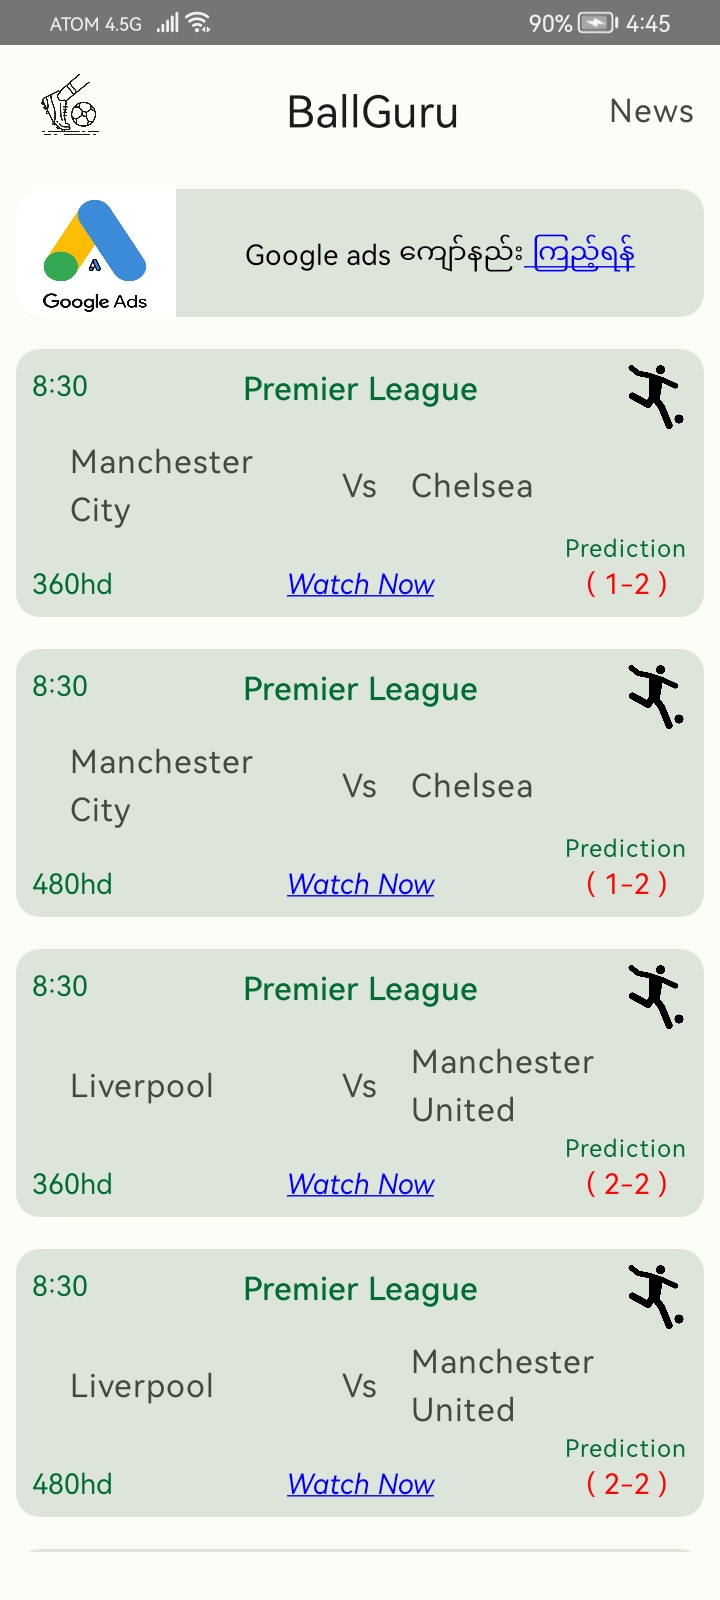 ATOM 4.5G 90% 4:45
BallGuru News
Google Ads
Google ads ကျော်နည်း ကြည့်ရန်
8:30 Premier League
Manchester
City
Vs Chelsea
Prediction
360hd Watch Now ( 1-2 )
8:30 Premier League
Manchester
City
Vs Chelsea
Prediction
480hd Watch Now ( 1-2 )
8:30 Premier League
Liverpool Vs
Manchester
United
Prediction
360hd Watch Now ( 2-2 )
8:30 Premier League
Liverpool Vs
Manchester
United
Prediction
480hd Watch Now ( 2-2 )